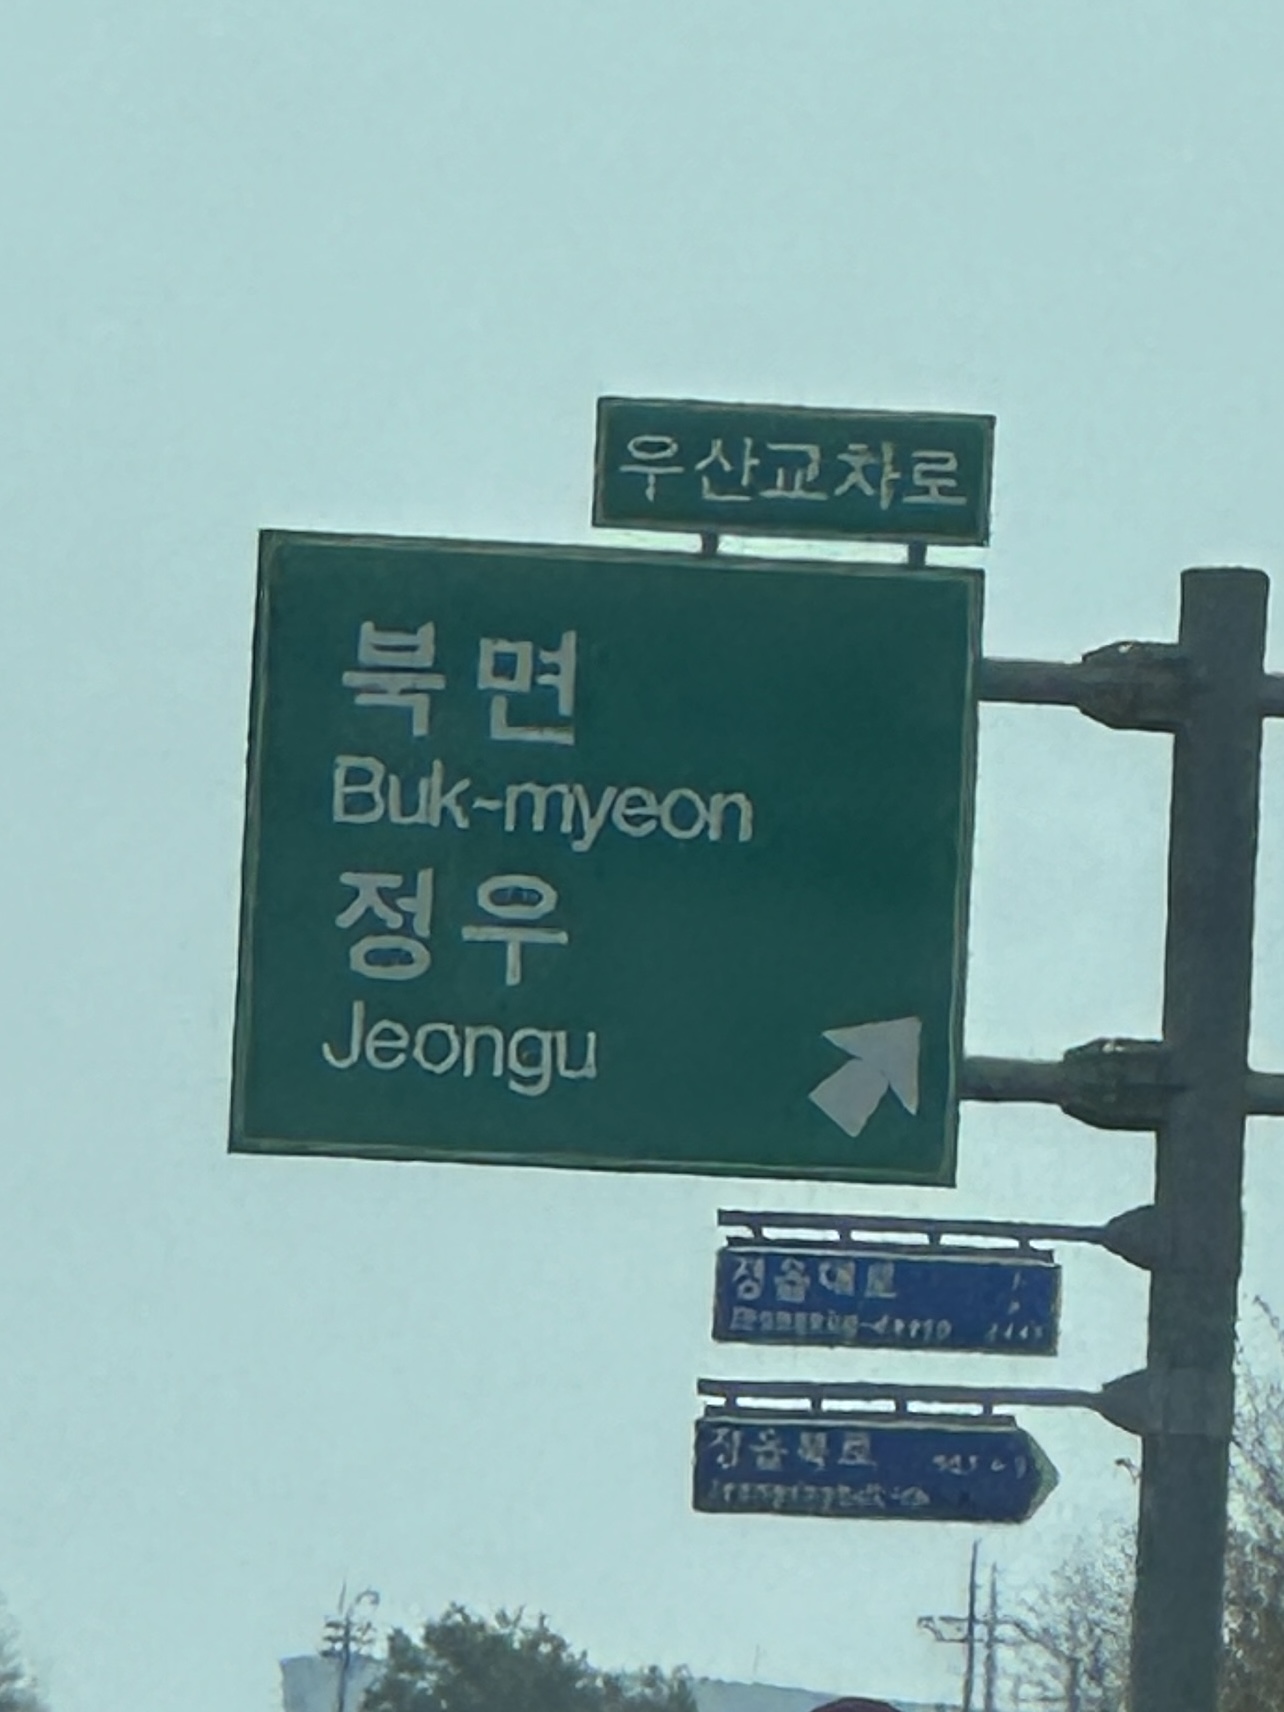 우산교차로
북면
Buk-myeon
정우
Jeongu
정읍대로
정읍북로